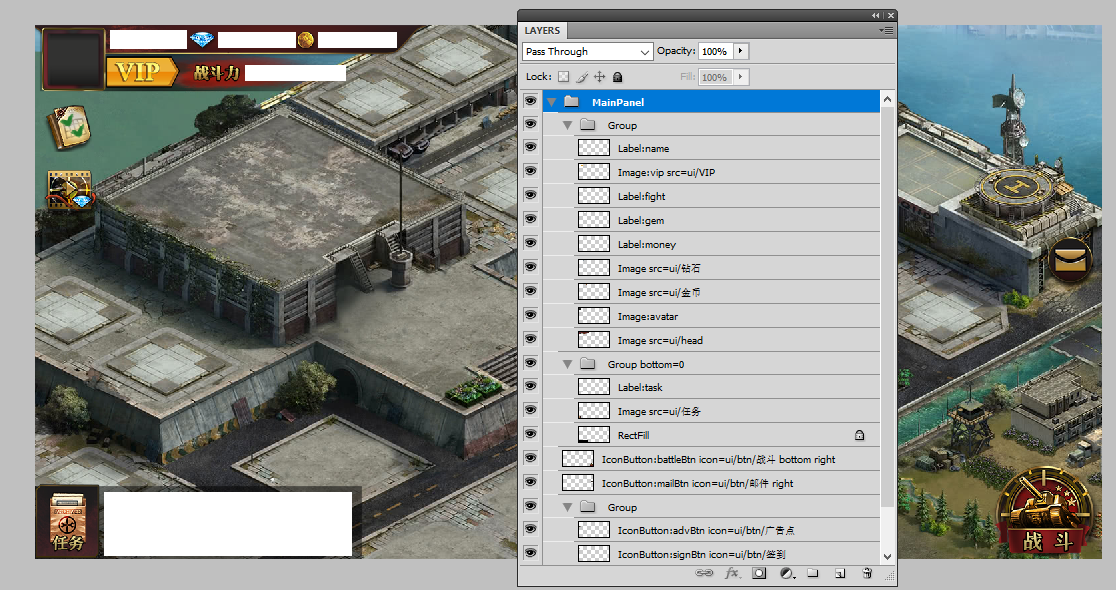 LAYERS
Pass Through
Opacity: 100%
Lock:
Fill: 100%
MainPanel
Group
Label:name
Image:vip src=ui/VIP
Label:fight
Label:gem
Label:money
Image src=ui/钻石
Image src=ui/金币
Image:avatar
Image src=ui/head
Group bottom=0
Label:task
Image src=ui/任务
RectFill
IconButton:battleBtn icon=ui/btn/战斗 bottom right
IconButton:mailBtn icon=ui/btn/邮件 right
Group
IconButton:advBtn icon=ui/btn/广告点
IconButton:signBtn icon=ui/btn/签到
VIP
战斗力
任务
战斗
H